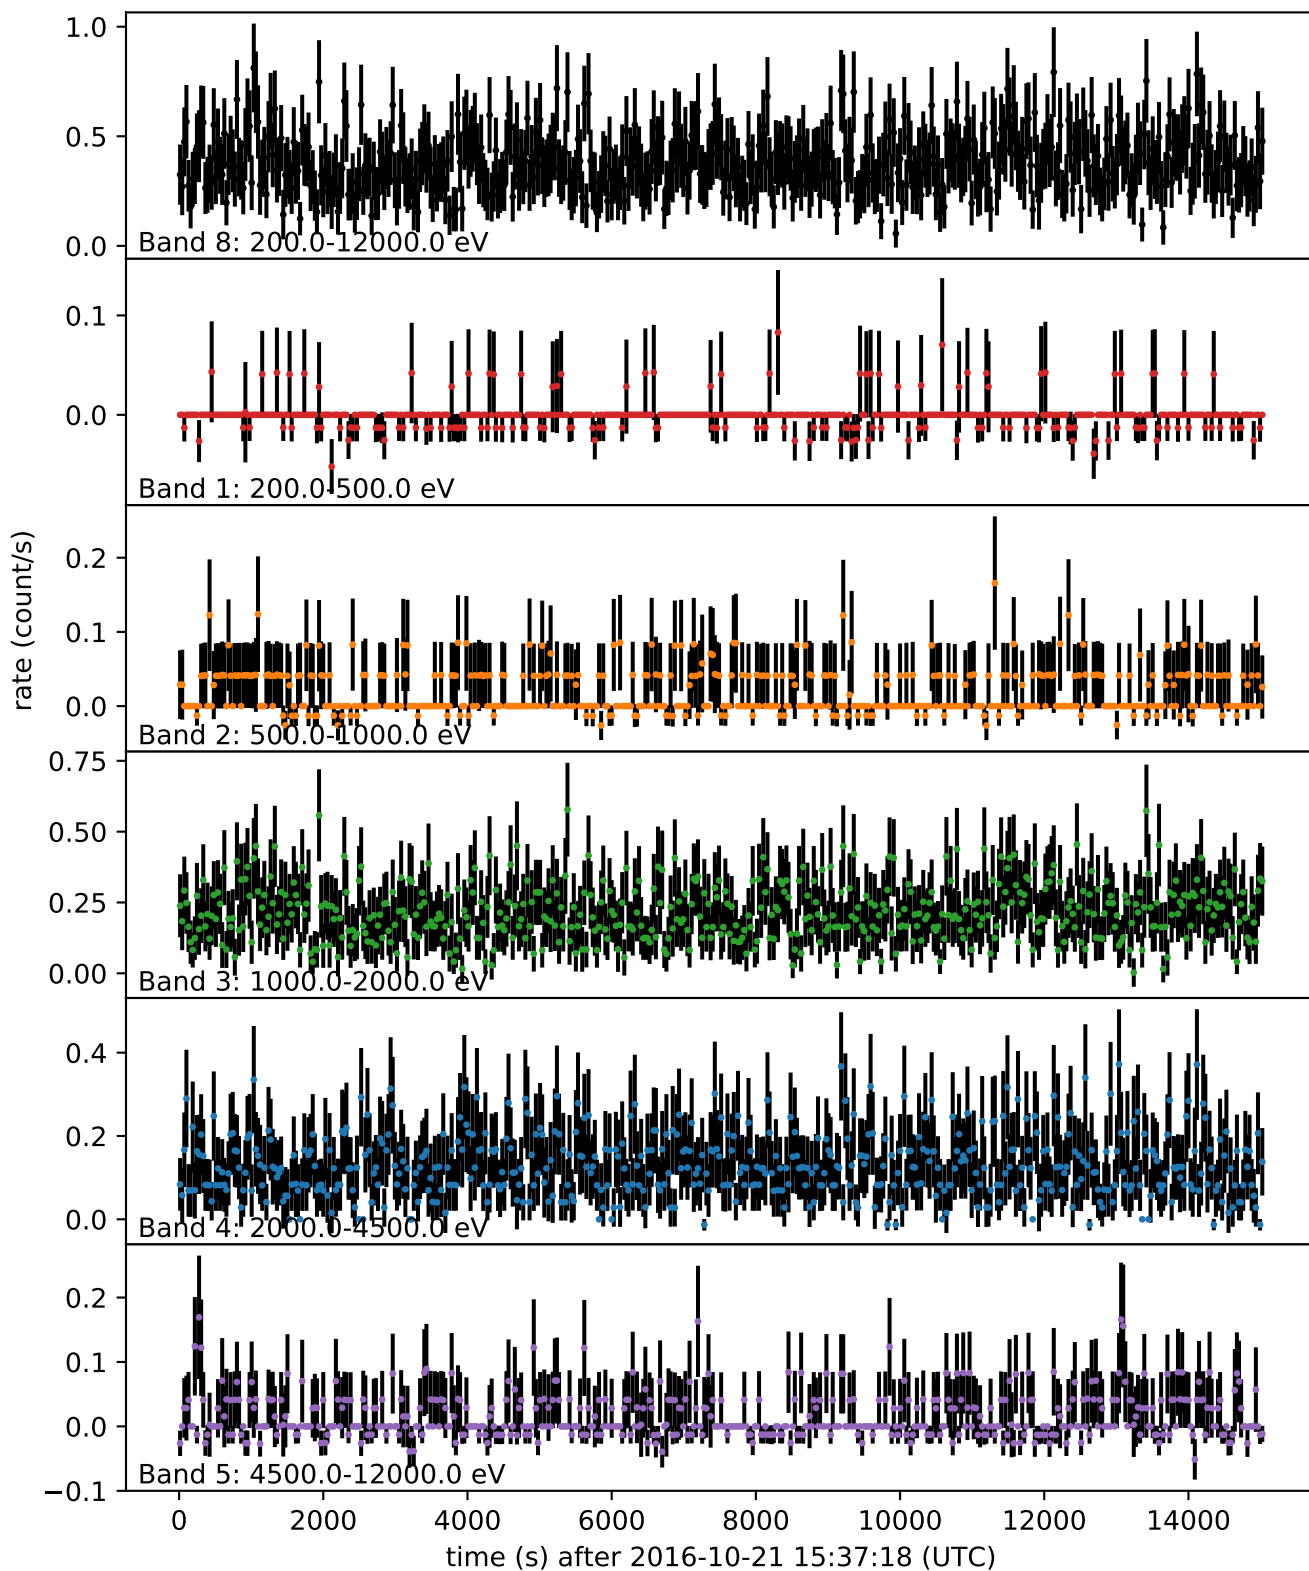 1.0
0.5
0.0
Band 8: 200.0-12000.0 eV
0.1
0.0
Band 1: 200.0-500.0 eV
0.2
0.1
0.0
Band 2: 500.0-1000.0 eV
rate (count/s)
0.75
0.50
0.25
0.00
Band 3: 1000.0-2000.0 eV
0.4
0.2
0.0
Band 4: 2000.0-4500.0 eV
0.2
0.1
0.0
−0.1
Band 5: 4500.0-12000.0 eV
0 2000 4000 6000 8000 10000 12000 14000
time (s) after 2016-10-21 15:37:18 (UTC)